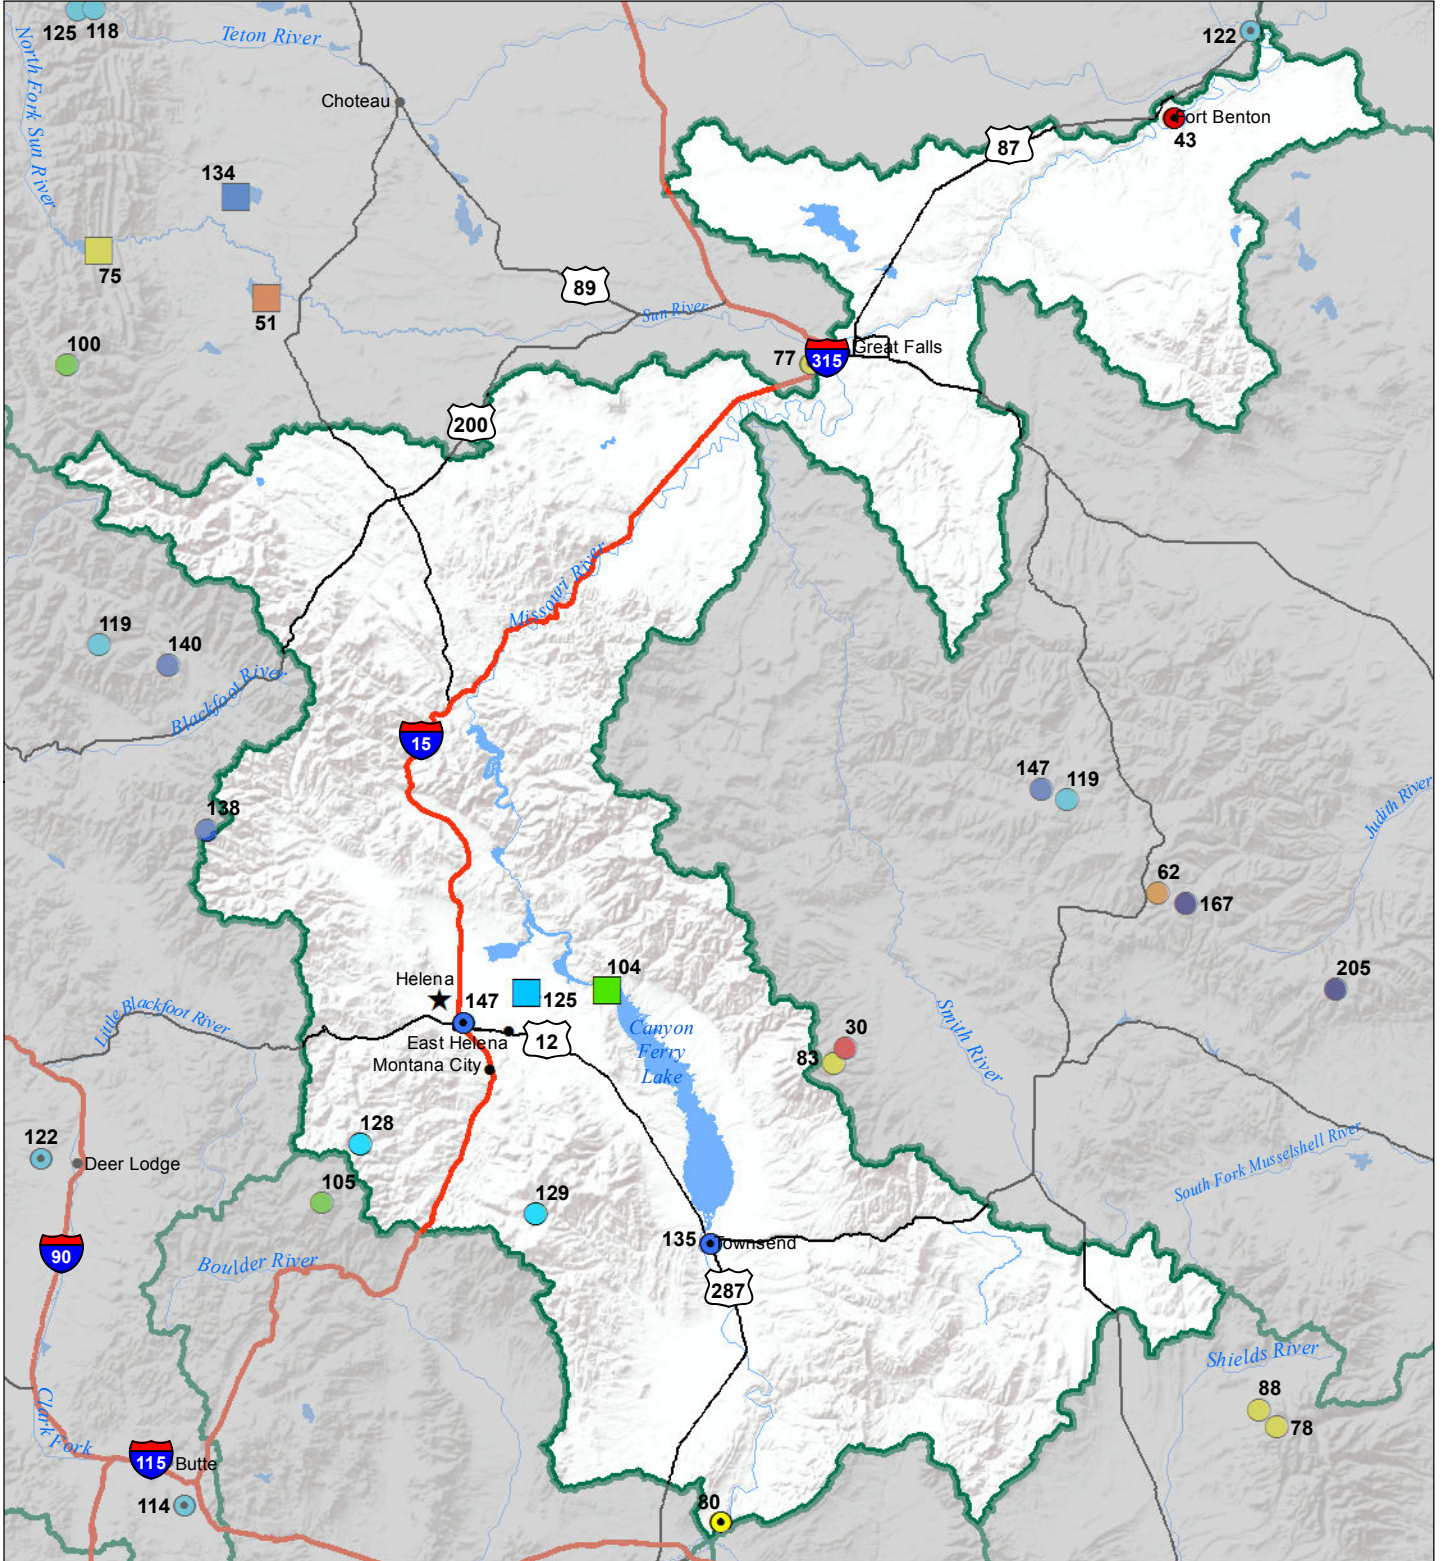 125 118
Teton River
122
North Fork Sun River
Choteau
Fort Benton
43
87
134
75
89
51
Sun River
100
77
315
Great Falls
200
Missouri River
119
140
Blackfoot River
15
147
119
138
Judith River
62
167
205
104
Helena
147
125
Little Blackfoot River
East Helena
12
Montana City
Canyon
Ferry
Lake
Smith River
30
83
128
122
Deer Lodge
105
129
South Fork Musselshell River
90
Boulder River
135
Townsend
287
Shields River
88
78
Clark Fork
115
Butte
114
80